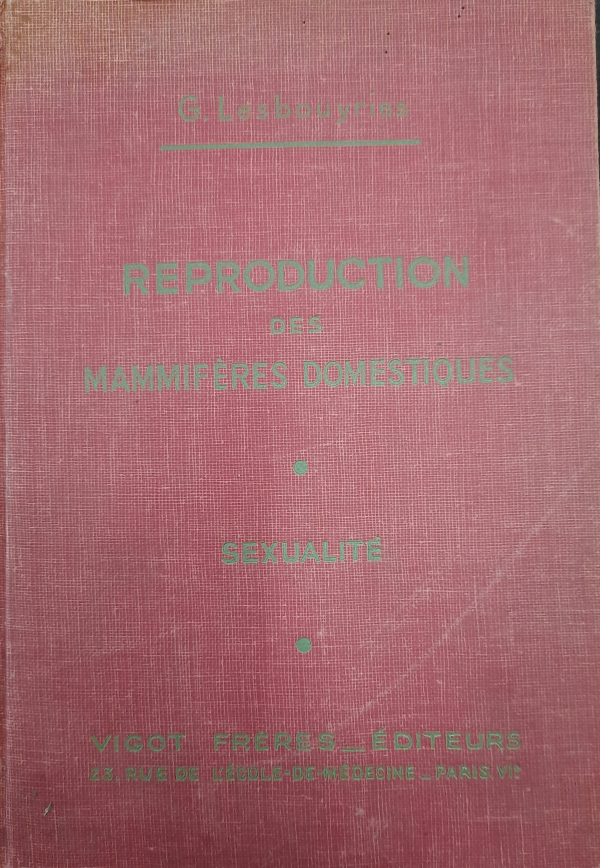 G. Lesbouyries
REPRODUCTION
DES
MAMMIFÈRES DOMESTIQUES
SEXUALITÉ
VIGOT FRÈRES_ÉDITEURS
23, RUE DE L'ÉCOLE-DE-MÉDECINE_PARIS, VIᵉ